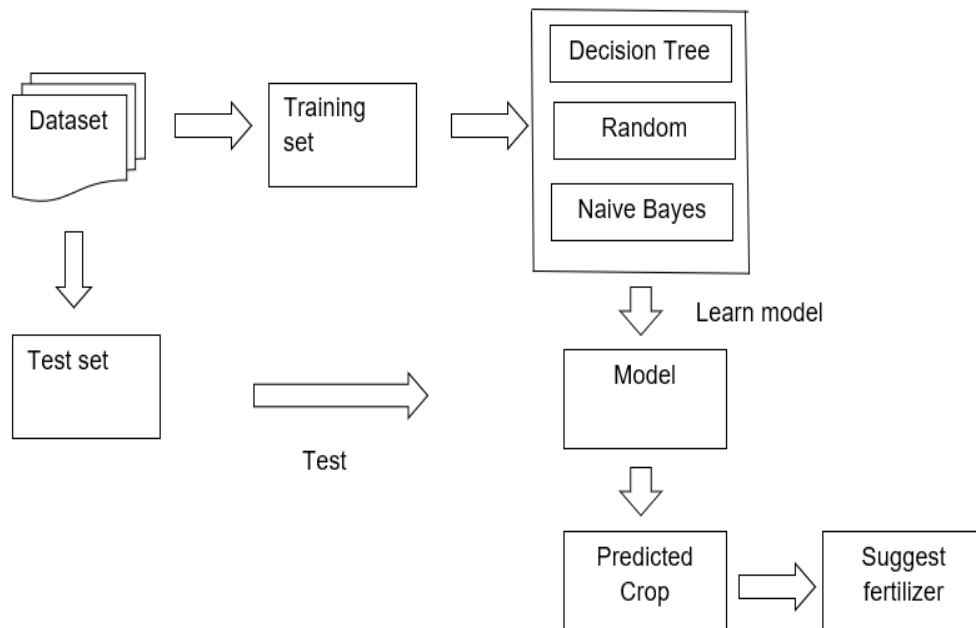 Dataset
Training
set
Decision Tree
Random
Naive Bayes
Learn model
Test set
Test
Model
Predicted
Crop
Suggest
fertilizer